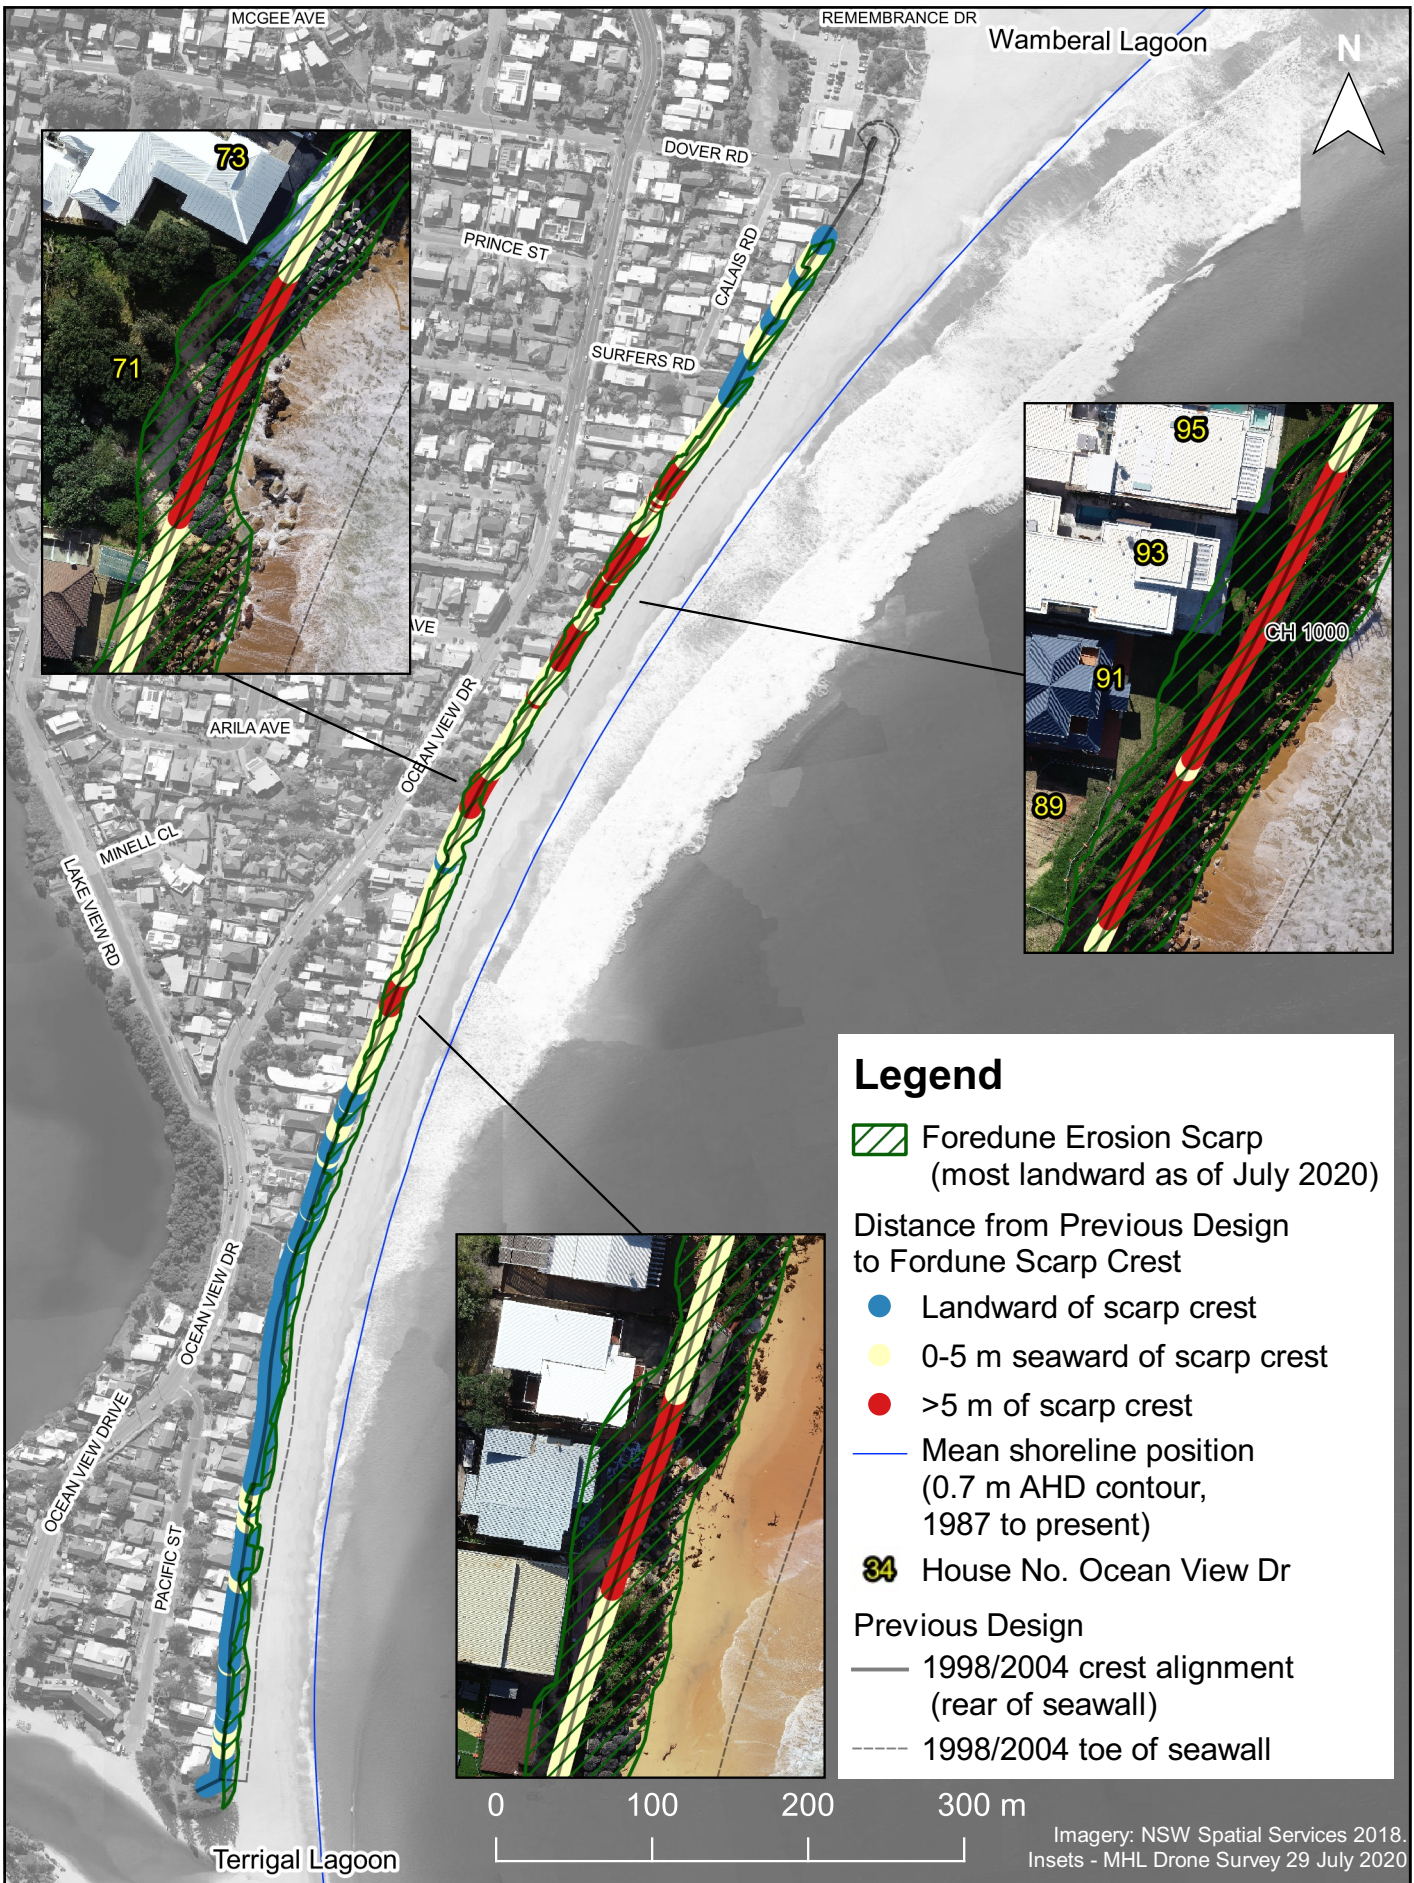 MCGEE AVE
REMEMBRANCE DR
Wamberal Lagoon
N
DOVER RD
73
PRINCE ST
CALAIS RD
SURFERS RD
71
95
93
CH 1000
AVE
91
OCEAN VIEW DR
ARILA AVE
89
MINELL CL
LAKE VIEW RD
Legend
Foredune Erosion Scarp
(most landward as of July 2020)
Distance from Previous Design
to Fordune Scarp Crest
Landward of scarp crest
0-5 m seaward of scarp crest
>5 m of scarp crest
Mean shoreline position
(0.7 m AHD contour,
1987 to present)
34 House No. Ocean View Dr
Previous Design
1998/2004 crest alignment
(rear of seawall)
1998/2004 toe of seawall
OCEAN VIEW DR
OCEAN VIEW DRIVE
PACIFIC ST
0 100 200 300 m
Terrigal Lagoon
Imagery: NSW Spatial Services 2018.
Insets - MHL Drone Survey 29 July 2020